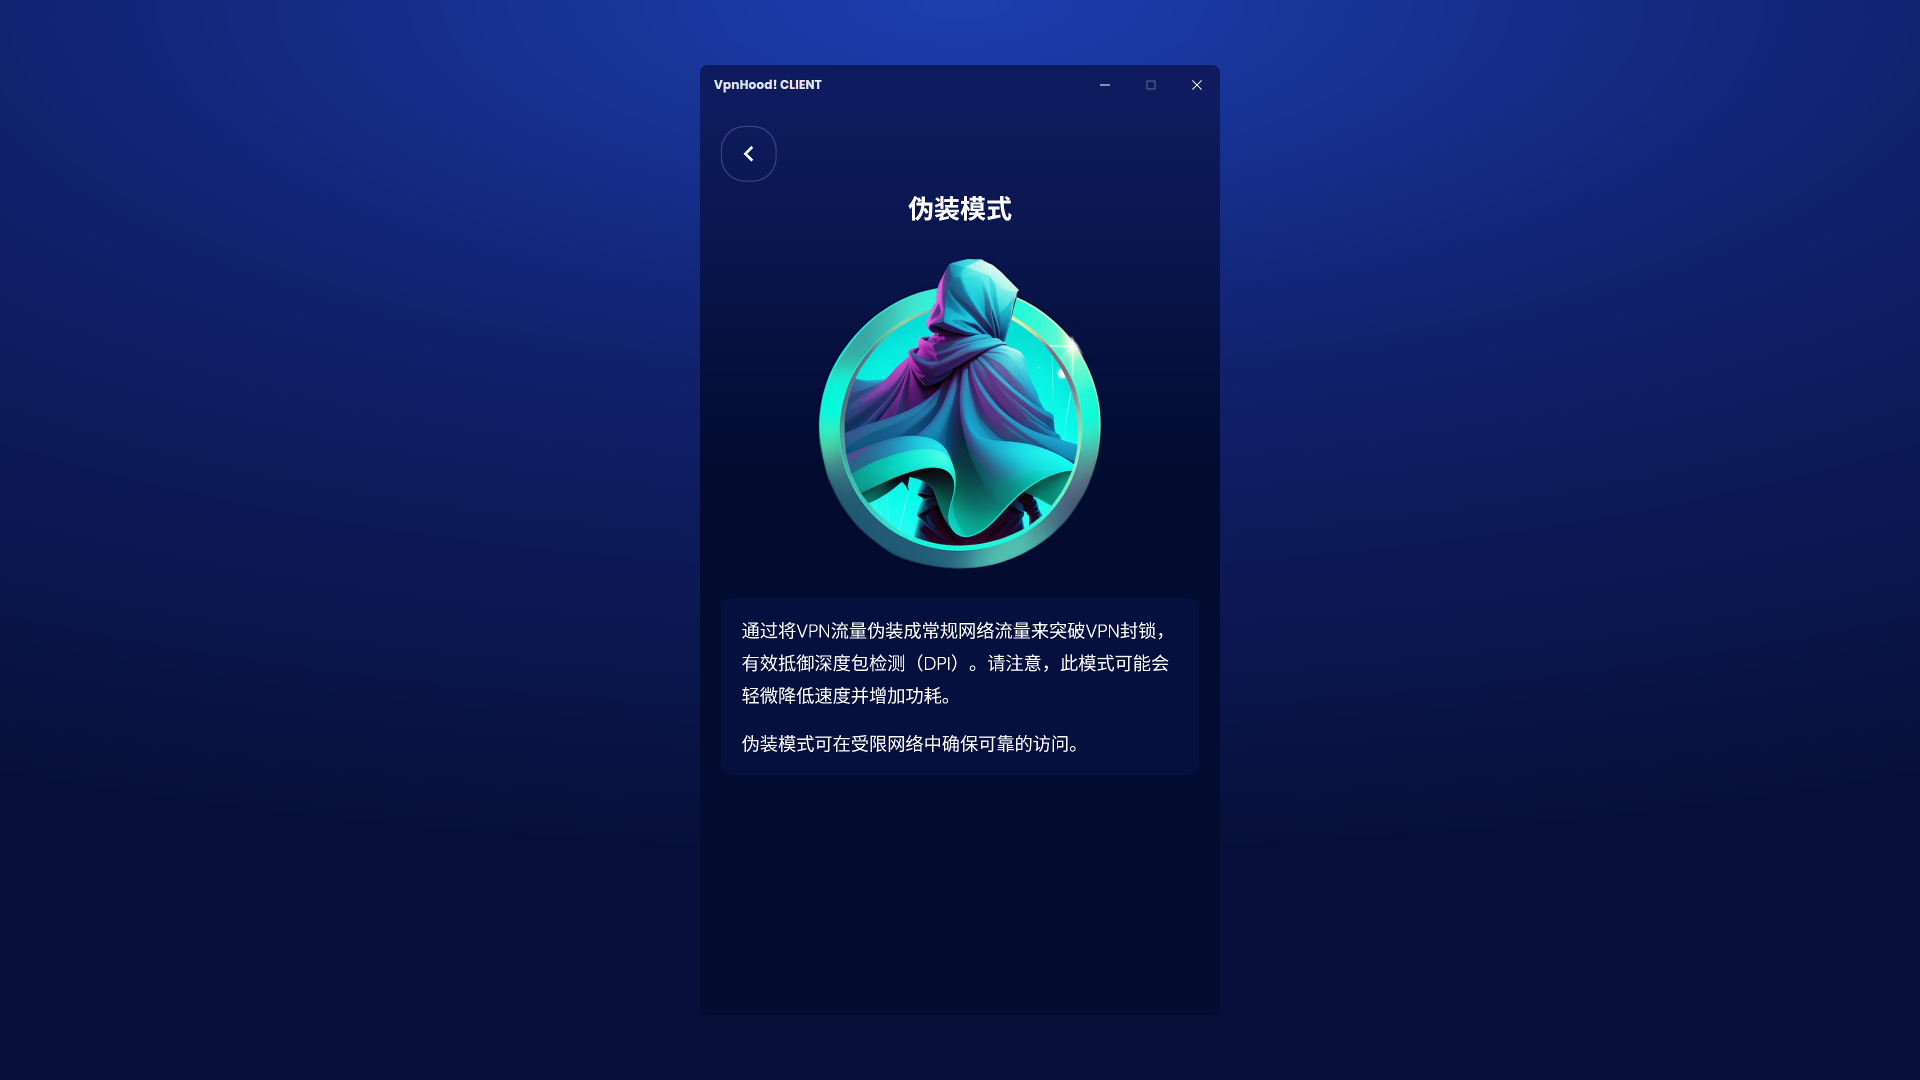 VpnHood! CLIENT
伪装模式
通过将VPN流量伪装成常规网络流量来突破VPN封锁，
有效抵御深度包检测（DPI）。请注意，此模式可能会
轻微降低速度并增加功耗。
伪装模式可在受限网络中确保可靠的访问。